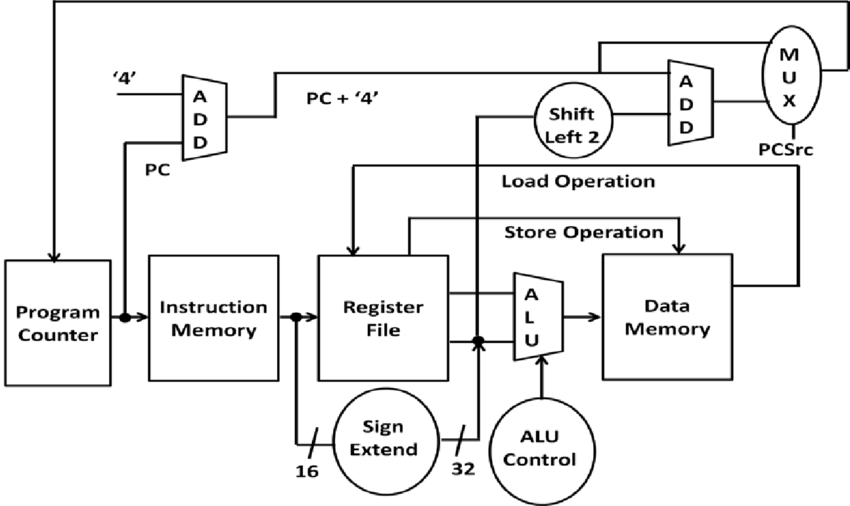 ‘4’
A
D
D
PC + ‘4’
PC
Shift
Left 2
A
D
D
M
U
X
PCSrc
Load Operation
Store Operation
Program
Counter
Instruction
Memory
Register
File
A
L
U
Data
Memory
Sign
Extend
16
32
ALU
Control